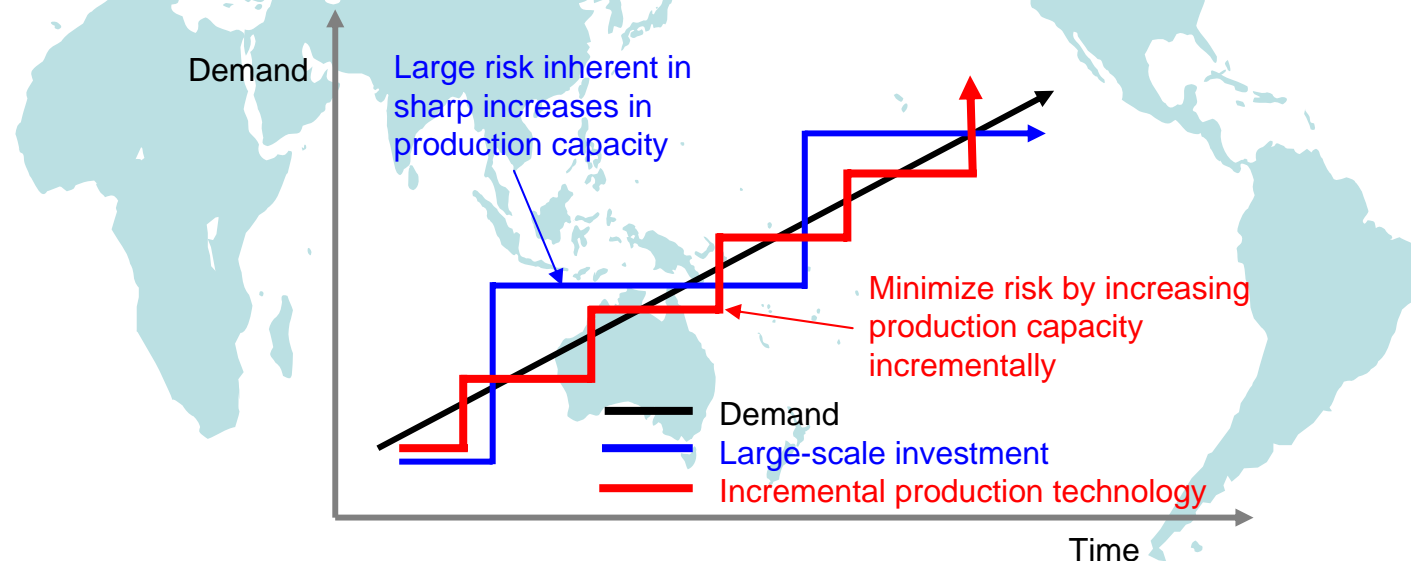 Demand
Large risk inherent in
sharp increases in
production capacity
Minimize risk by increasing
production capacity
incrementally
Demand
Large-scale investment
Incremental production technology
Time